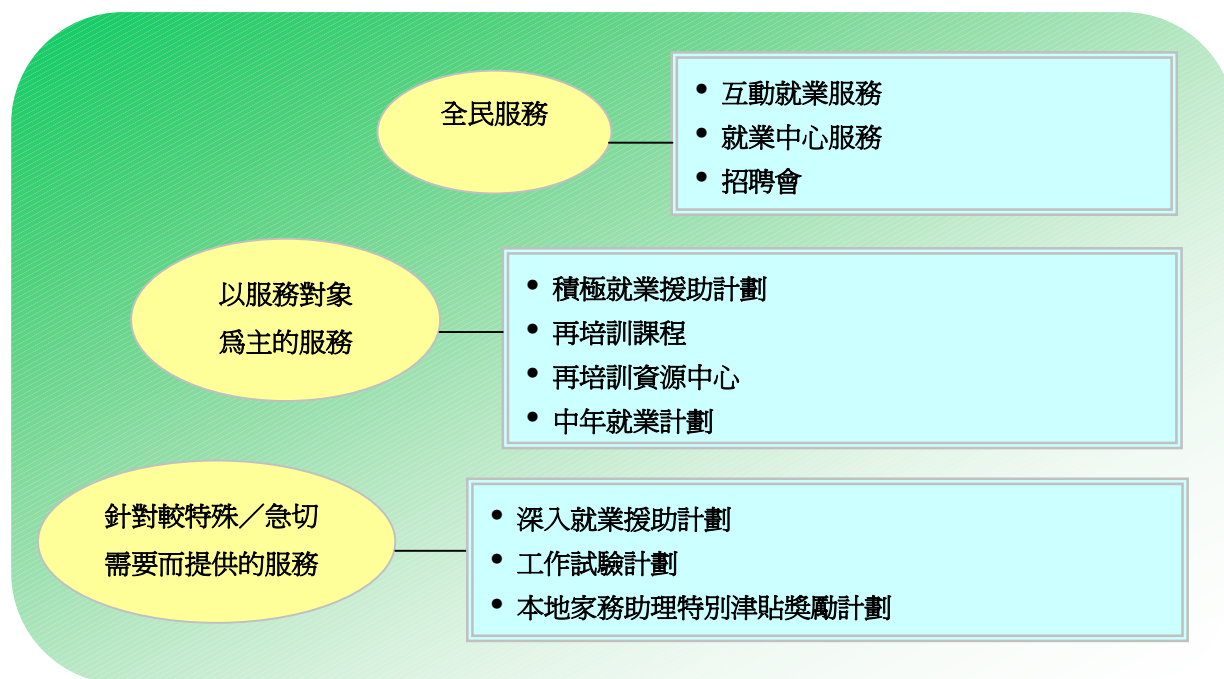 全民服務
• 互動就業服務
• 就業中心服務
• 招聘會
以服務對象
爲主的服務
• 積極就業援助計劃
• 再培訓課程
• 再培訓資源中心
• 中年就業計劃
針對較特殊／急切
需要而提供的服務
• 深入就業援助計劃
• 工作試驗計劃
• 本地家務助理特別津貼獎勵計劃